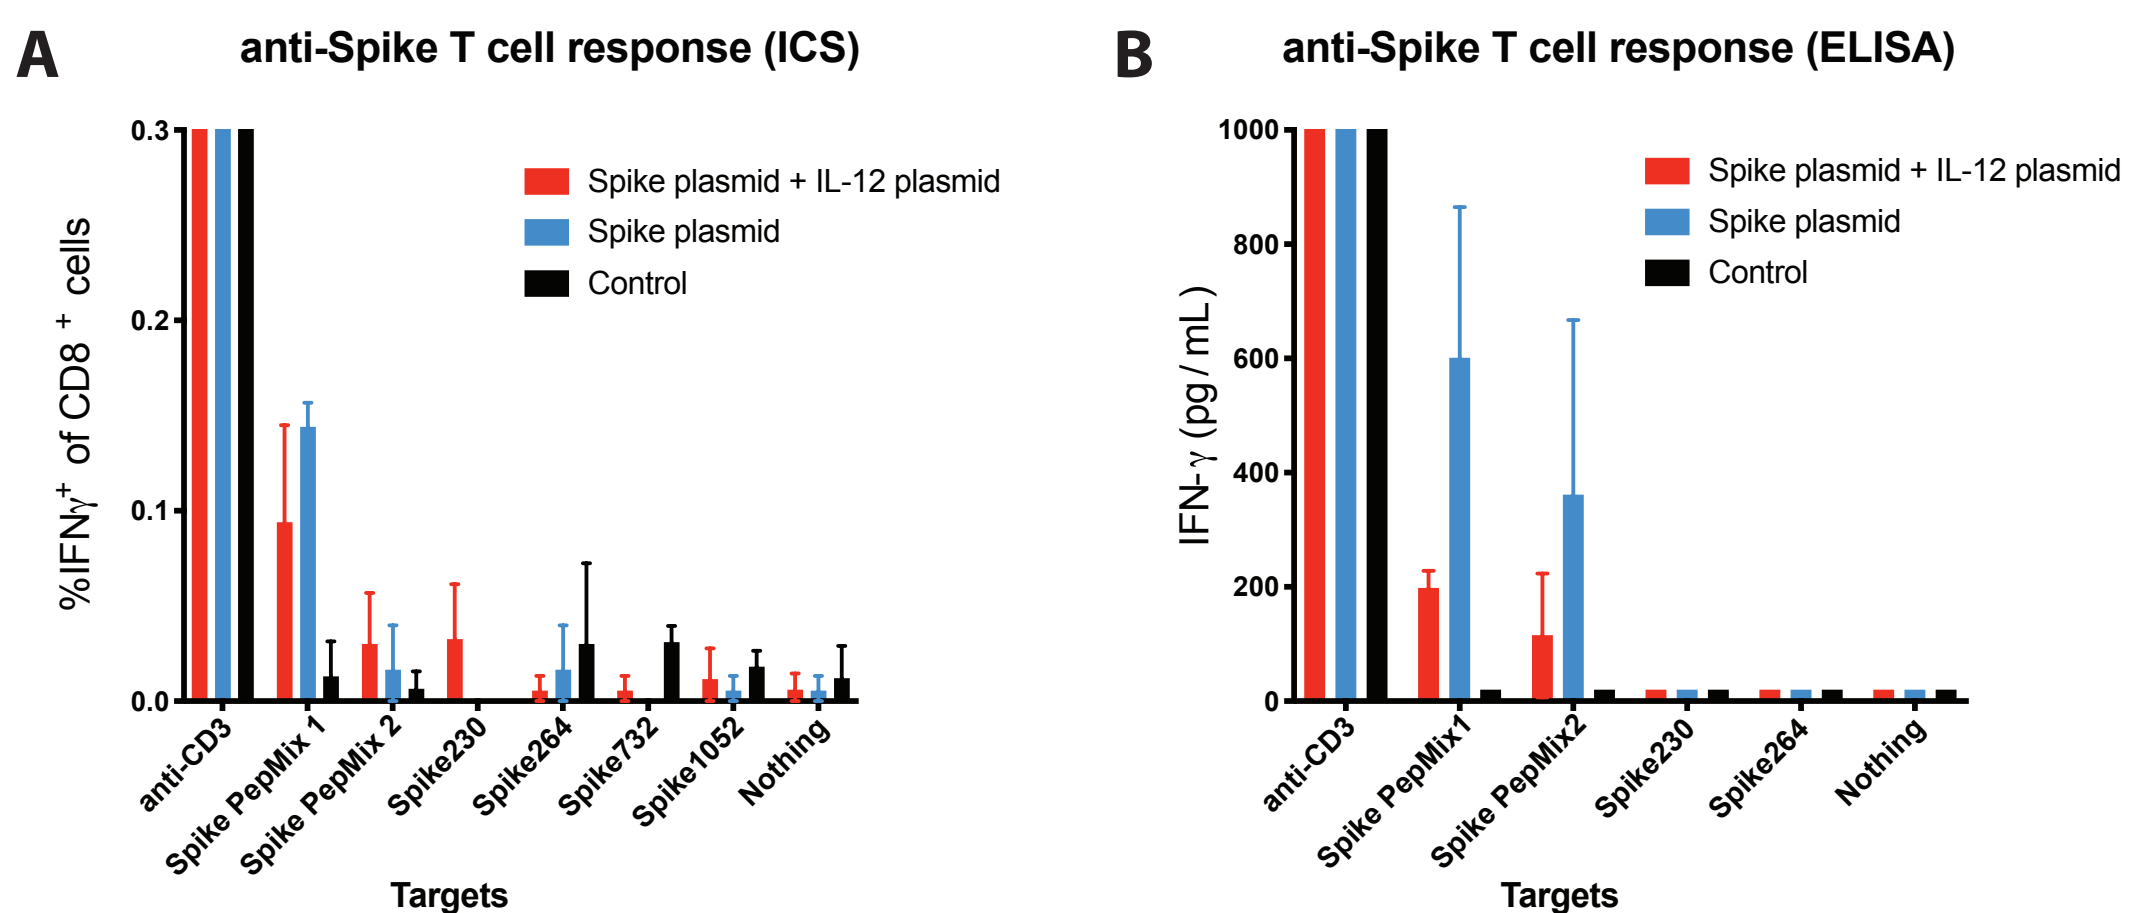 A
anti-Spike T cell response (ICS)
%IFNγ+ of CD8 + cells
0.3
0.2
0.1
0.0
Spike plasmid + IL-12 plasmid
Spike plasmid
Control
anti-CD3
Spike PepMix 1
Spike PepMix 2
Spike230
Spike264
Spike732
Spike1052
Nothing
Targets
B
anti-Spike T cell response (ELISA)
IFN-γ (pg/mL)
1000
800
600
400
200
0
Spike plasmid + IL-12 plasmid
Spike plasmid
Control
anti-CD3
Spike PepMix1
Spike PepMix2
Spike230
Spike264
Nothing
Targets